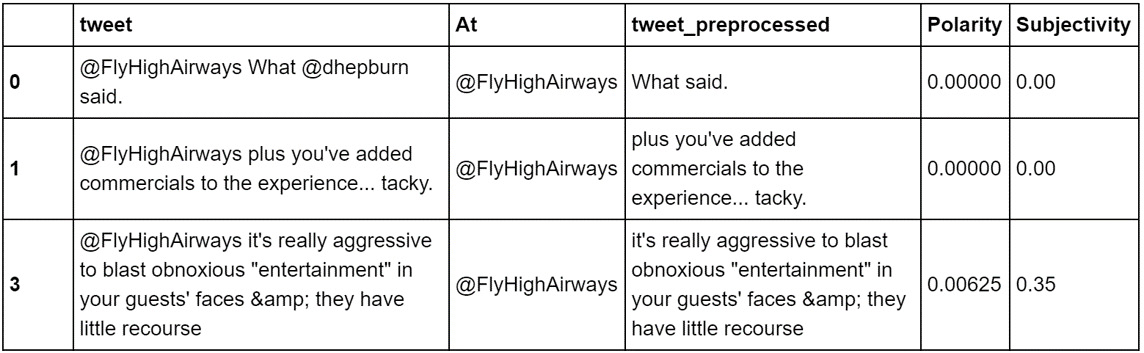 tweet At tweet_preprocessed Polarity Subjectivity
0 @FlyHighAirways What @dhepburn said. @FlyHighAirways What said. 0.00000 0.00
1 @FlyHighAirways plus you've added commercials to the experience... tacky. @FlyHighAirways plus you've added commercials to the experience... tacky. 0.00000 0.00
3 @FlyHighAirways it's really aggressive to blast obnoxious "entertainment" in your guests' faces &amp; they have little recourse @FlyHighAirways it's really aggressive to blast obnoxious "entertainment" in your guests' faces &amp; they have little recourse 0.00625 0.35